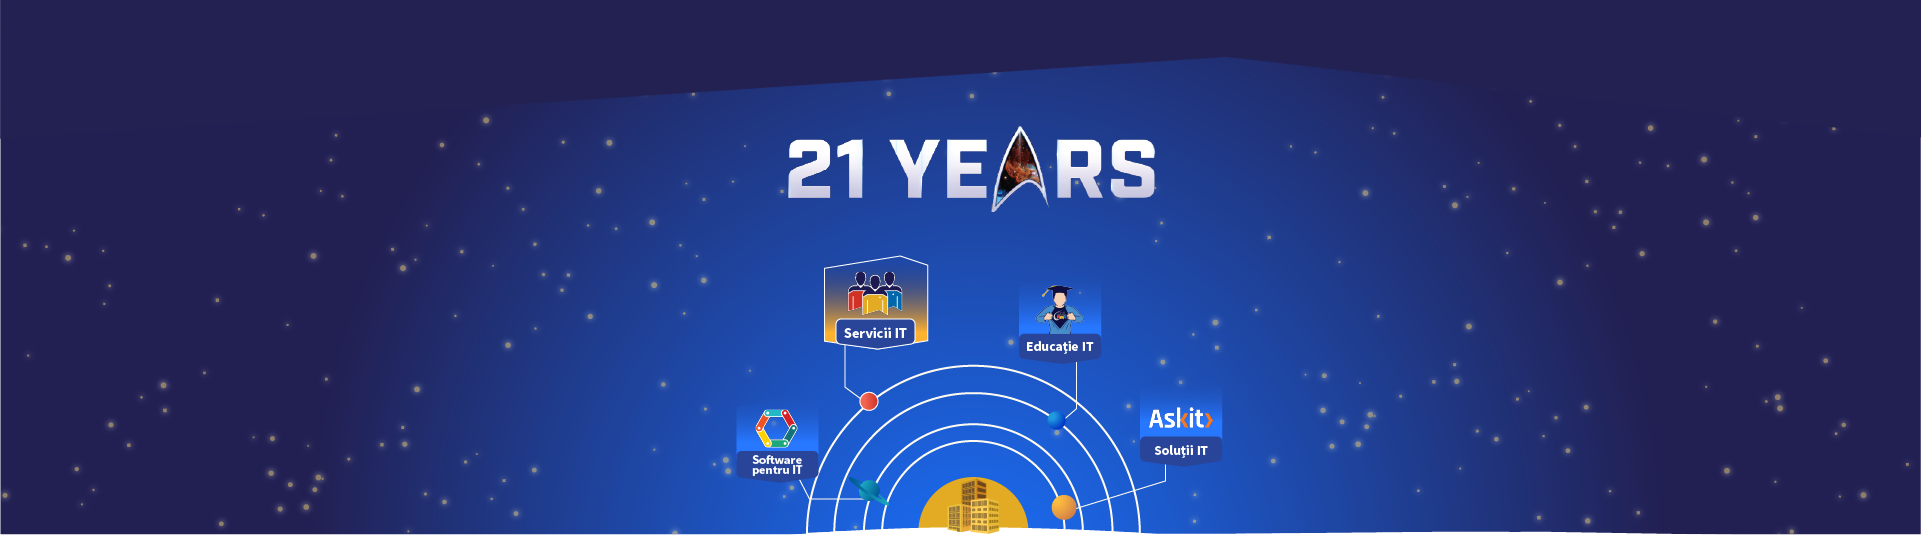 21 YEARS
Servicii IT
Educație IT
Askit
Soluții IT
Software
pentru IT